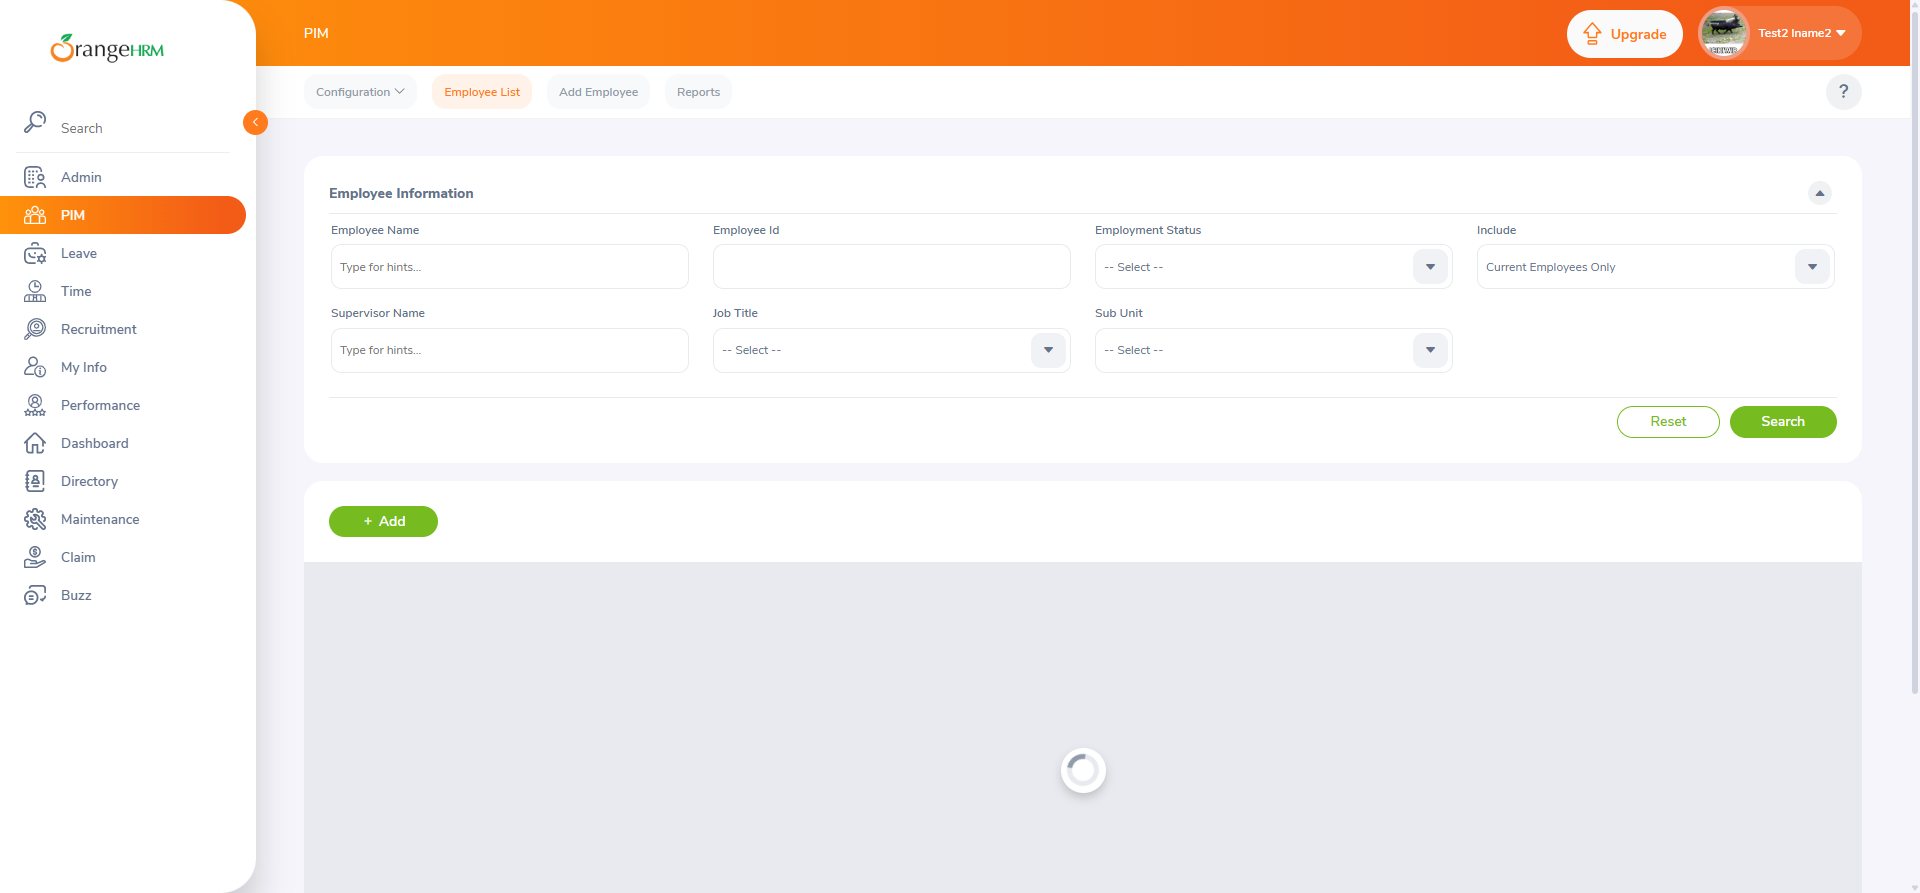 OrangeHRM
PIM
Upgrade
Test2 lname2
Configuration
Employee List
Add Employee
Reports
?
Search
Admin
PIM
Leave
Time
Recruitment
My Info
Performance
Dashboard
Directory
Maintenance
Claim
Buzz
Employee Information
Employee Name
Employee Id
Employment Status
Include
Type for hints...
-- Select --
Current Employees Only
Supervisor Name
Job Title
Sub Unit
Type for hints...
-- Select --
-- Select --
Reset
Search
+ Add